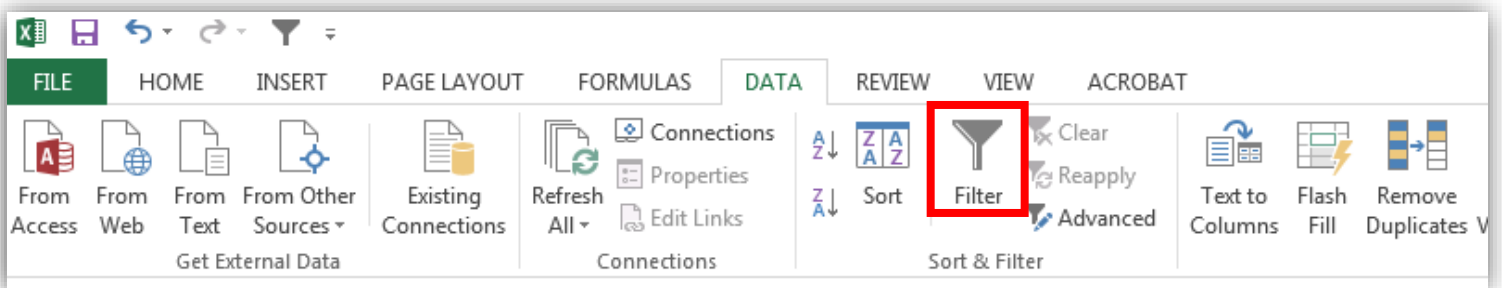 FILE HOME INSERT PAGE LAYOUT FORMULAS DATA REVIEW VIEW ACROBAT
From Access
From Web
From Text
From Other Sources
Existing Connections
Get External Data
Refresh All
Connections
Properties
Edit Links
Connections
Sort
Filter
Clear
Reapply
Advanced
Sort & Filter
Text to Columns
Flash Fill
Remove Duplicates